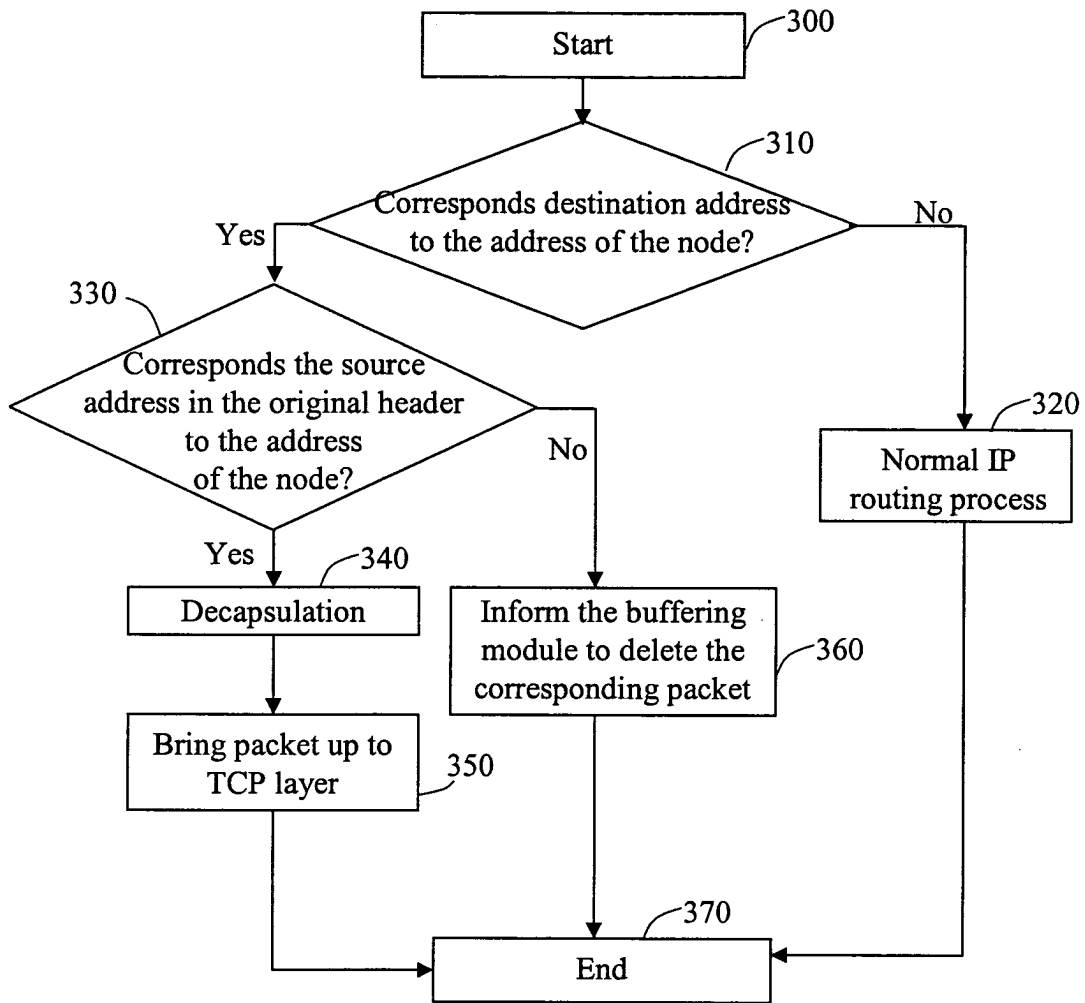 Start
300
310
Corresponds destination address
to the address of the node?
Yes
No
330
Corresponds the source
address in the original header
to the address
of the node?
No
320
Normal IP
routing process
Yes
340
Decapsulation
Inform the buffering
module to delete the
corresponding packet
360
Bring packet up to
TCP layer
350
370
End